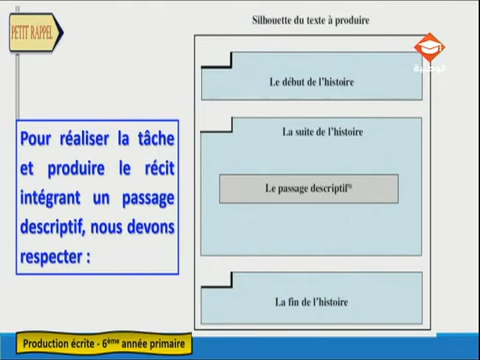 PETIT RAPPEL
Silhouette du texte à produire
الوطنية
Le début de l'histoire
La suite de l'histoire
Le passage descriptif
La fin de l'histoire
Pour réaliser la tâche
et produire le récit
intégrant un passage
descriptif, nous devons
respecter :
Production écrite - 6ème année primaire